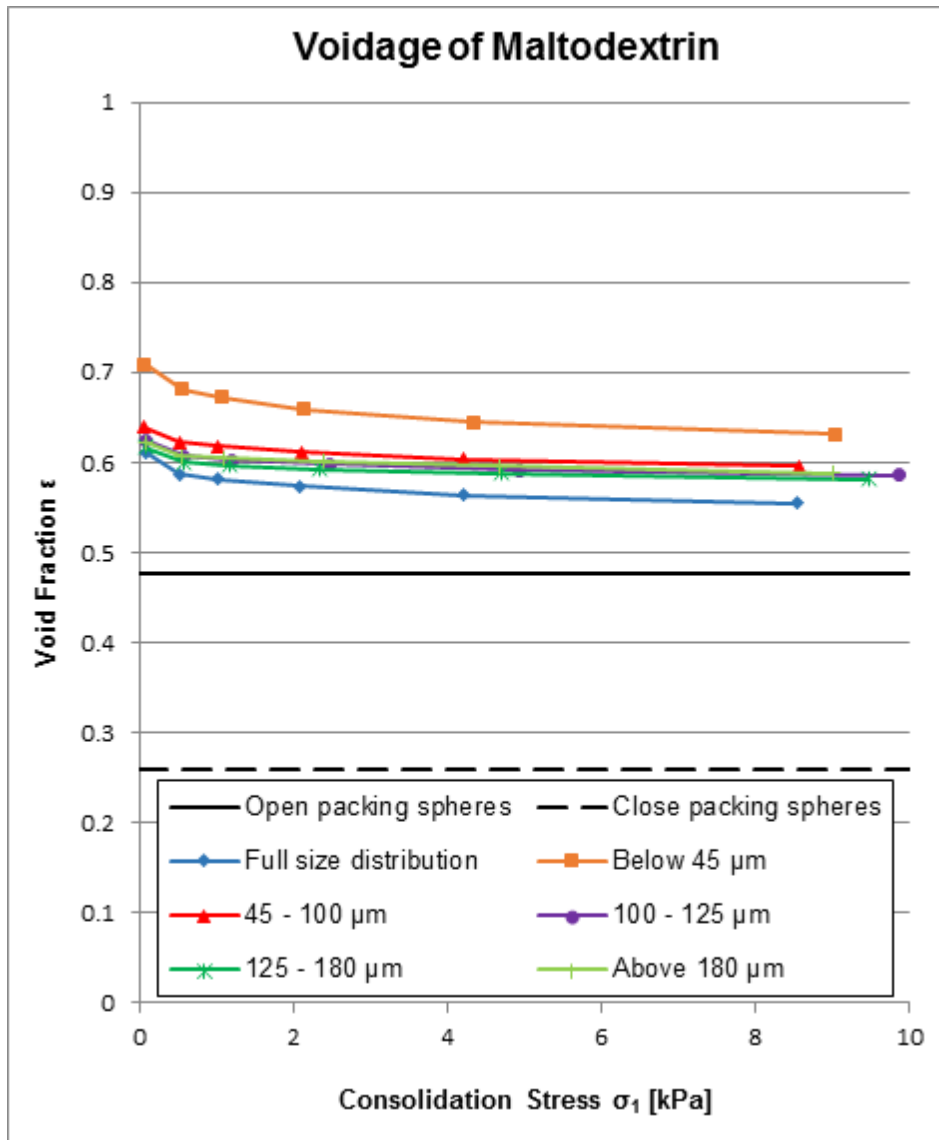 Voidage of Maltodextrin
1
0.9
0.8
0.7
0.6
0.5
0.4
0.3
0.2
0.1
0
Void Fraction ε
Open packing spheres
Close packing spheres
Full size distribution
Below 45 µm
45 - 100 µm
100 - 125 µm
125 - 180 µm
Above 180 µm
0 2 4 6 8 10
Consolidation Stress σ₁ [kPa]